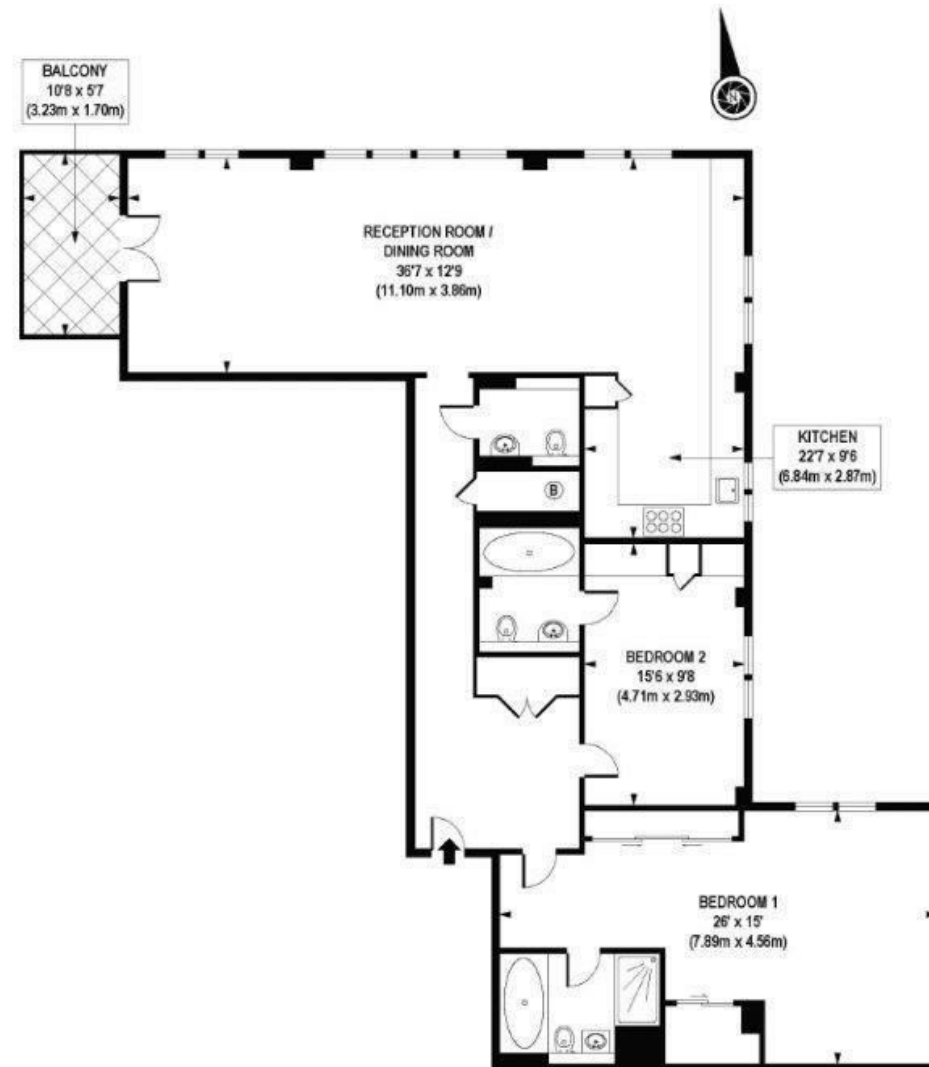 BALCONY
10'8 x 5'7
(3.23m x 1.70m)
N
RECEPTION ROOM /
DINING ROOM
36'7 x 12'9
(11.10m x 3.86m)
KITCHEN
22'7 x 9'6
(6.84m x 2.87m)
B
BEDROOM 2
15'6 x 9'8
(4.71m x 2.93m)
BEDROOM 1
26' x 15'
(7.89m x 4.56m)